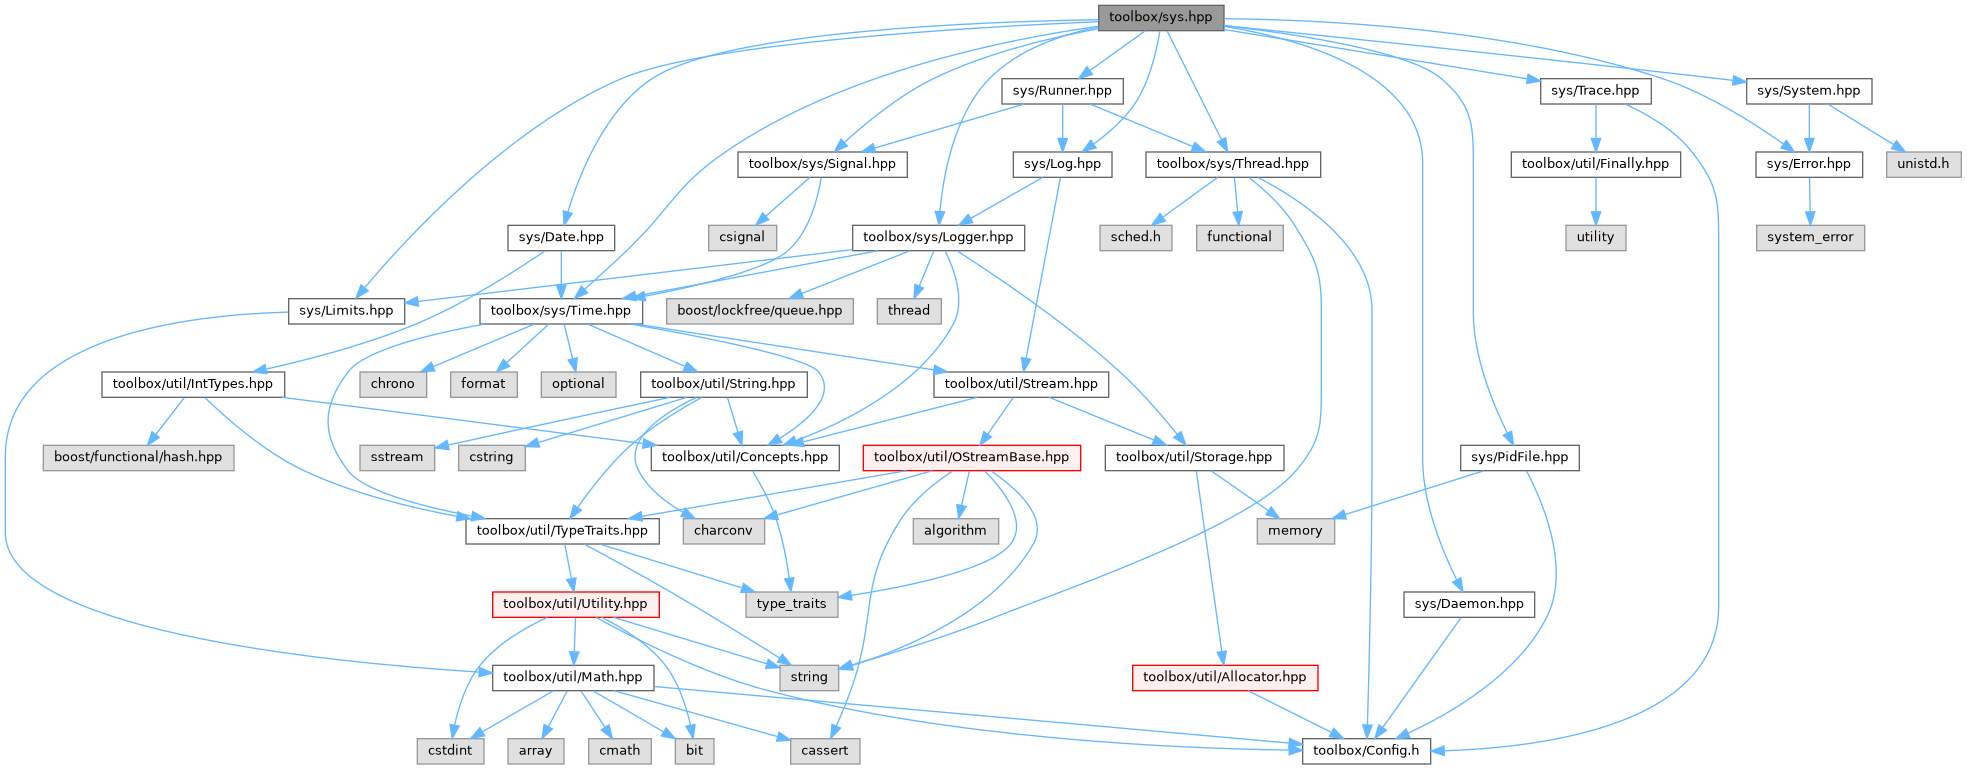 toolbox/sys.hpp
sys/Runner.hpp
sys/Trace.hpp
sys/System.hpp
toolbox/sys/Signal.hpp
sys/Log.hpp
toolbox/sys/Thread.hpp
toolbox/util/Finally.hpp
sys/Error.hpp
unistd.h
sys/Date.hpp
csignal
toolbox/sys/Logger.hpp
sched.h
functional
utility
system_error
sys/Limits.hpp
toolbox/sys/Time.hpp
boost/lockfree/queue.hpp
thread
toolbox/util/IntTypes.hpp
chrono
format
optional
toolbox/util/String.hpp
toolbox/util/Stream.hpp
boost/functional/hash.hpp
sstream
cstring
toolbox/util/Concepts.hpp
toolbox/util/OStreamBase.hpp
toolbox/util/Storage.hpp
sys/PidFile.hpp
toolbox/util/TypeTraits.hpp
charconv
algorithm
memory
toolbox/util/Utility.hpp
type_traits
sys/Daemon.hpp
toolbox/util/Math.hpp
string
toolbox/util/Allocator.hpp
cstdint
array
cmath
bit
cassert
toolbox/Config.h